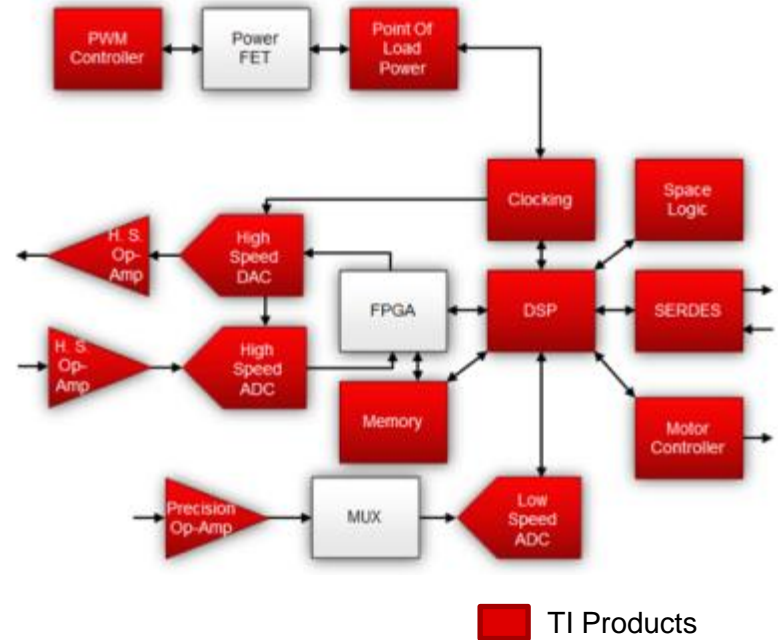 PWM
Controller
Power
FET
Point Of
Load
Power
Clocking
Space
Logic
H. S.
Op-
Amp
High
Speed
DAC
FPGA
DSP
SERDES
H. S.
Op-
Amp
High
Speed
ADC
Memory
Motor
Controller
Precision
Op-Amp
MUX
Low
Speed
ADC
TI Products